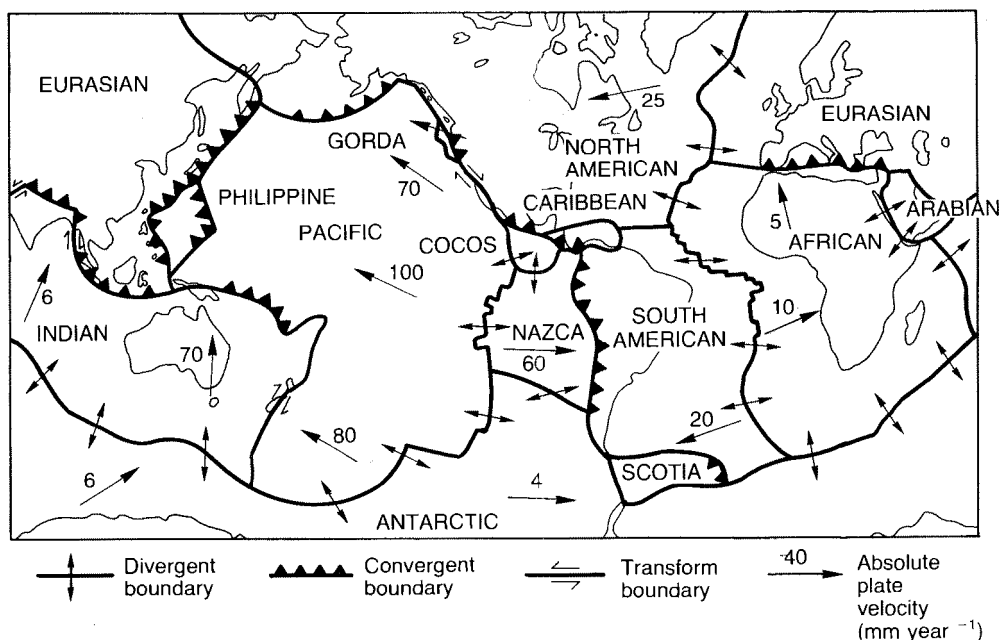 EURASIAN
GORDA
70
PHILIPPINE
PACIFIC
25
NORTH
AMERICAN
CARIBBEAN
COCOS
EURASIAN
ARABIAN
5
AFRICAN
100
6
INDIAN
70
NAZCA
60
SOUTH
AMERICAN
10
80
20
6
4
SCOTIA
ANTARCTIC
Divergent
boundary
Convergent
boundary
Transform
boundary
40
Absolute
plate
velocity
(mm year ⁻¹)